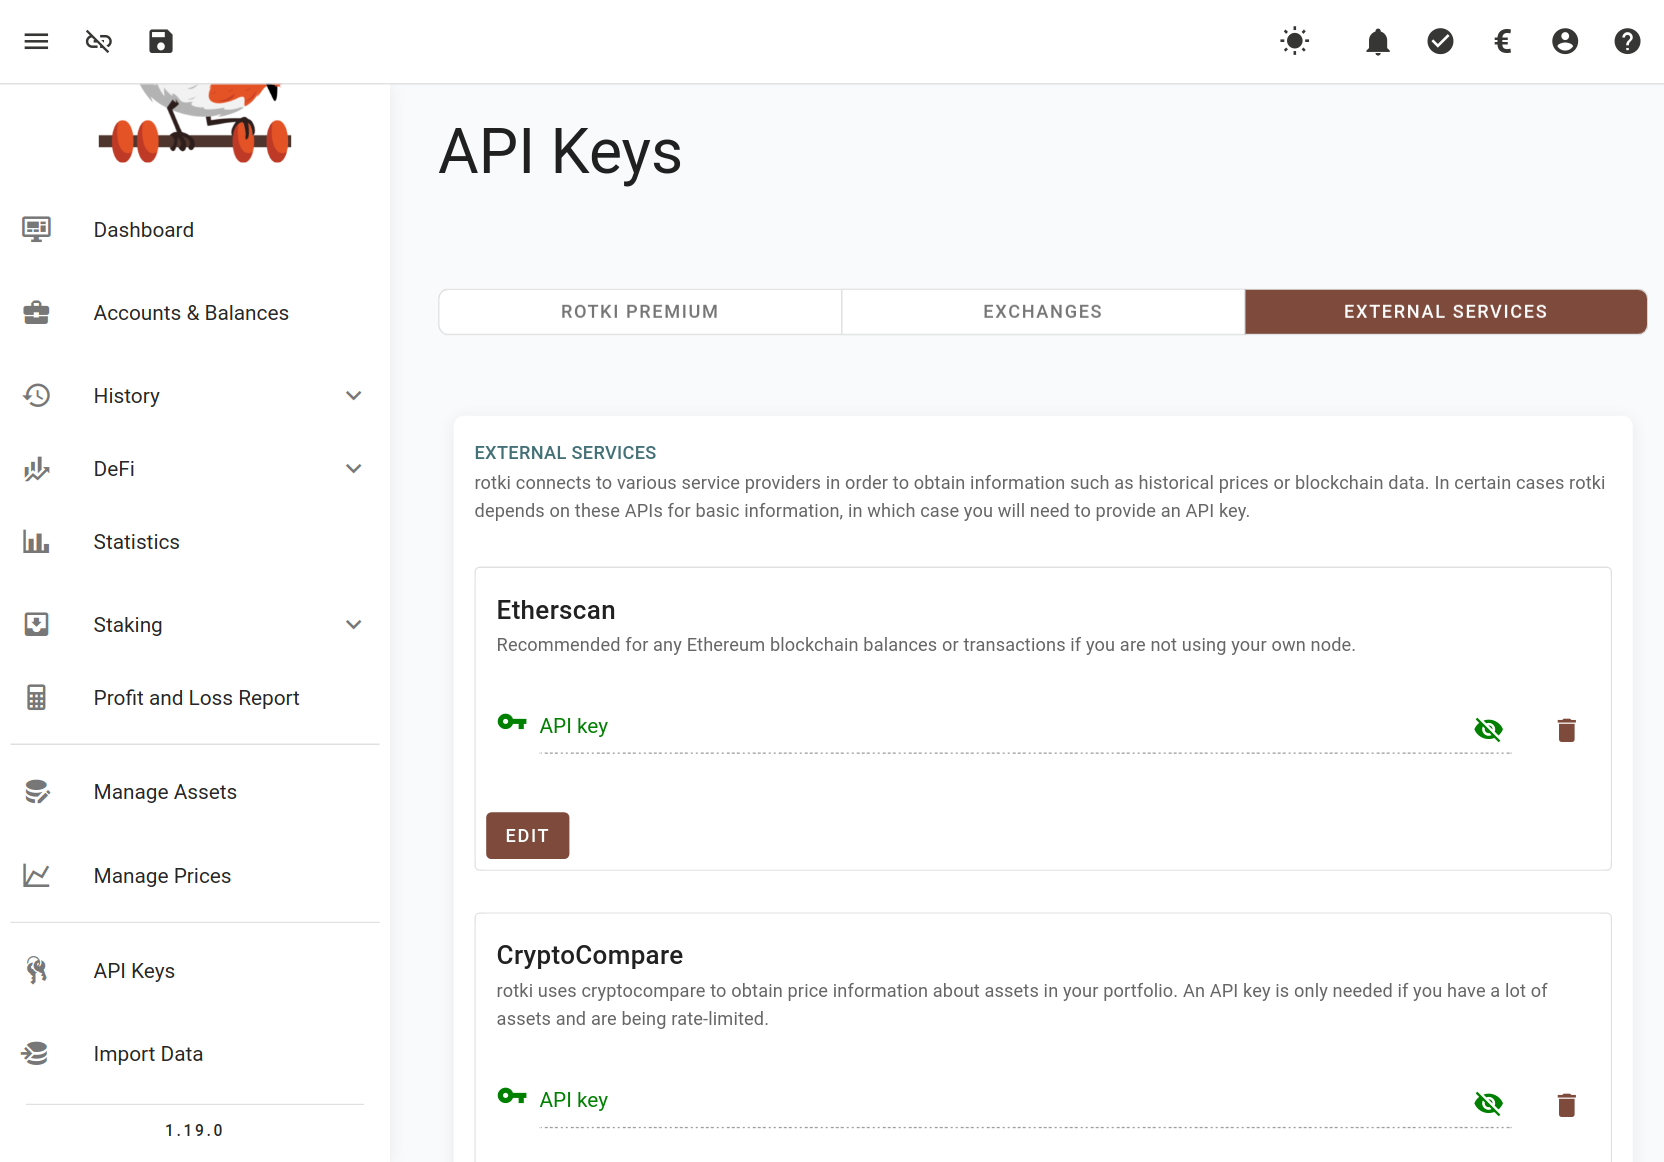 API Keys
Dashboard
Accounts & Balances
History
DeFi
Statistics
Staking
Profit and Loss Report
Manage Assets
Manage Prices
API Keys
Import Data
1.19.0
ROTKI PREMIUM
EXCHANGES
EXTERNAL SERVICES
EXTERNAL SERVICES
rotki connects to various service providers in order to obtain information such as historical prices or blockchain data. In certain cases rotki
depends on these APIs for basic information, in which case you will need to provide an API key.
Etherscan
Recommended for any Ethereum blockchain balances or transactions if you are not using your own node.
API key
EDIT
CryptoCompare
rotki uses cryptocompare to obtain price information about assets in your portfolio. An API key is only needed if you have a lot of
assets and are being rate-limited.
API key